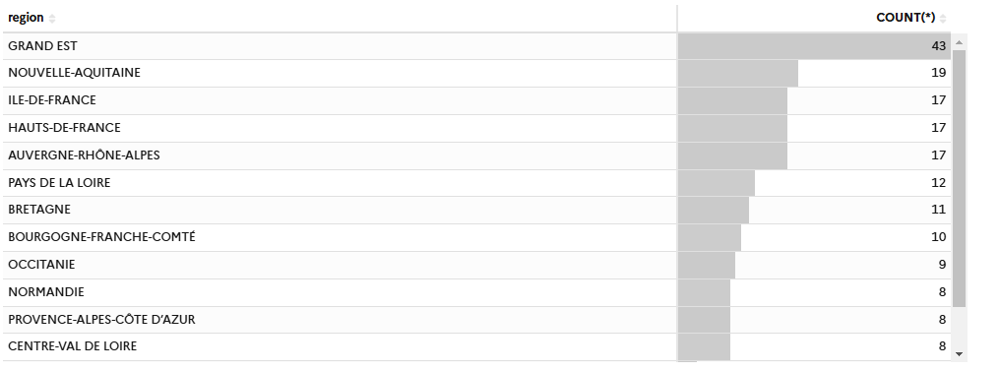 region COUNT(*)
GRAND EST 43
NOUVELLE-AQUITAINE 19
ILE-DE-FRANCE 17
HAUTS-DE-FRANCE 17
AUVERGNE-RHÔNE-ALPES 17
PAYS DE LA LOIRE 12
BRETAGNE 11
BOURGOGNE-FRANCHE-COMTÉ 10
OCCITANIE 9
NORMANDIE 8
PROVENCE-ALPES-CÔTE D’AZUR 8
CENTRE-VAL DE LOIRE 8